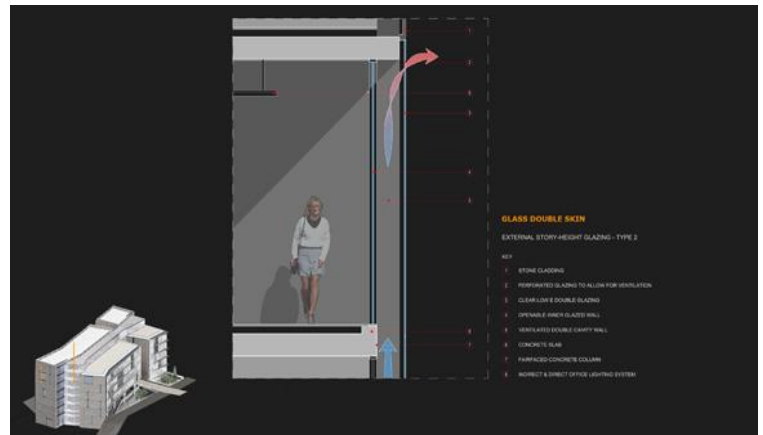 GLASS DOUBLE SKIN
EXTERNAL STORY-HEIGHT GLAZING - TYPE 2
KEY
1 STONE CLADDING
2 PERFORATED GLAZING TO ALLOW FOR VENTILATION
3 CLEAR LOW E DOUBLE GLAZING
4 OPENABLE INNER GLAZED WALL
5 VENTILATED DOUBLE CAVITY WALL
6 CONCRETE SLAB
7 FAIRFACED CONCRETE COLUMN
8 INDIRECT & DIRECT OFFICE LIGHTING SYSTEM